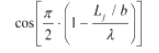 cos[π/2 · (1 − (L_j / b)/λ)]